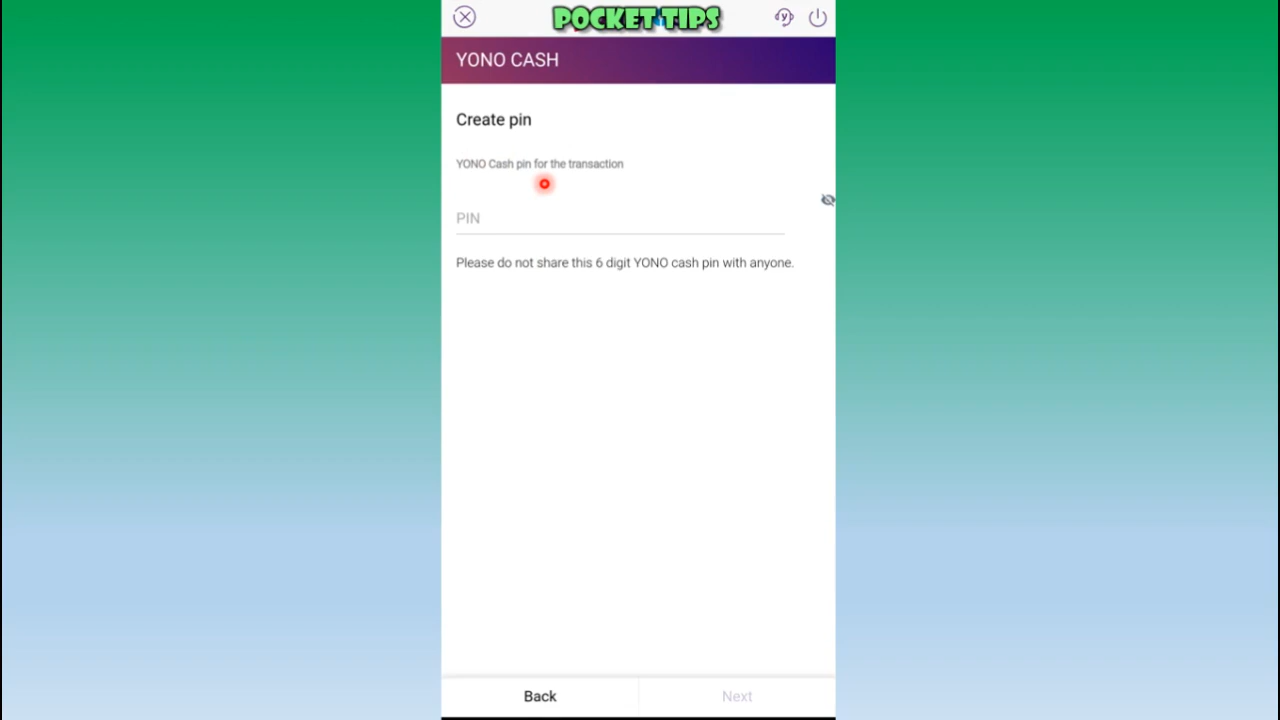 POCKET TIPS
YONO CASH
Create pin
YONO Cash pin for the transaction
PIN
Please do not share this 6 digit YONO cash pin with anyone.
Back
Next